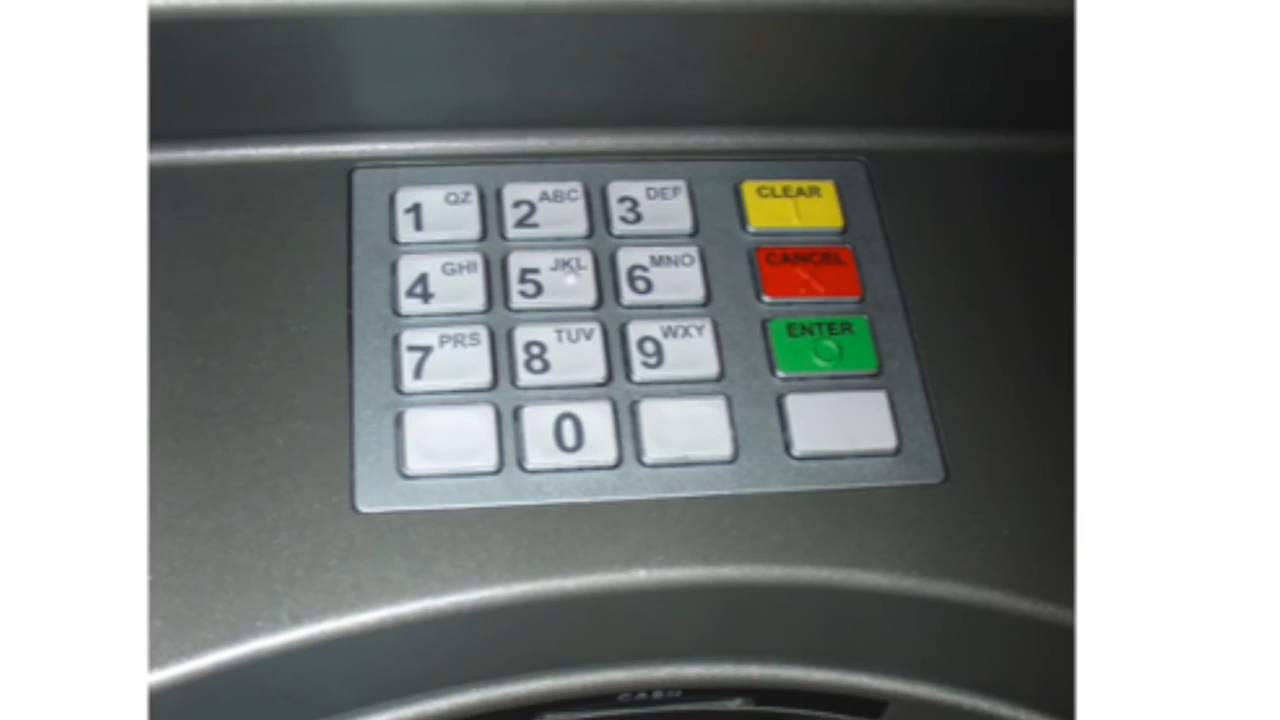 1 QZ 2 ABC 3 DEF CLEAR
4 GHI 5 JKL 6 MNO CANCEL
7 PRS 8 TUV 9 WXY ENTER
0
CASH